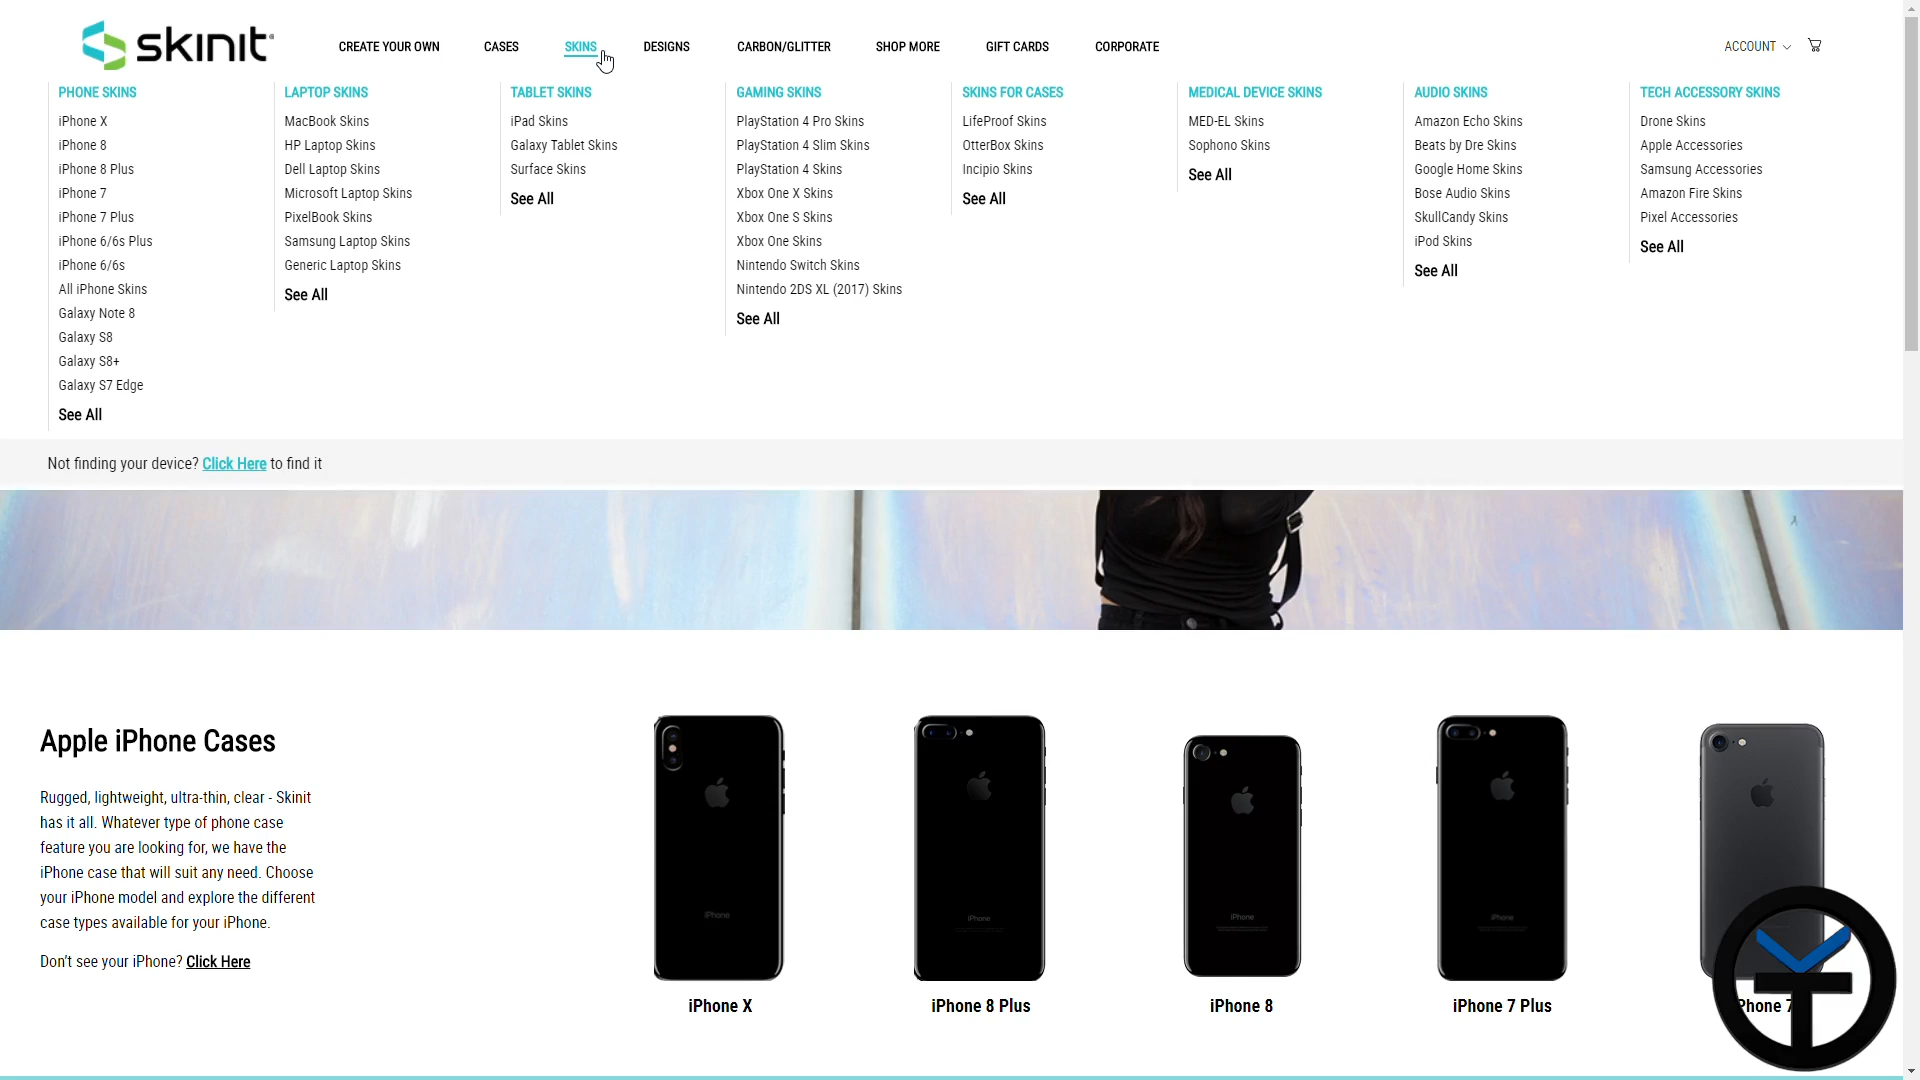 skinit
CREATE YOUR OWN
CASES
SKINS
DESIGNS
CARBON/GLITTER
SHOP MORE
GIFT CARDS
CORPORATE
ACCOUNT
PHONE SKINS
iPhone X
iPhone 8
iPhone 8 Plus
iPhone 7
iPhone 7 Plus
iPhone 6/6s Plus
iPhone 6/6s
All iPhone Skins
Galaxy Note 8
Galaxy S8
Galaxy S8+
Galaxy S7 Edge
See All
LAPTOP SKINS
MacBook Skins
HP Laptop Skins
Dell Laptop Skins
Microsoft Laptop Skins
PixelBook Skins
Samsung Laptop Skins
Generic Laptop Skins
See All
TABLET SKINS
iPad Skins
Galaxy Tablet Skins
Surface Skins
See All
GAMING SKINS
PlayStation 4 Pro Skins
PlayStation 4 Slim Skins
PlayStation 4 Skins
Xbox One X Skins
Xbox One S Skins
Xbox One Skins
Nintendo Switch Skins
Nintendo 2DS XL (2017) Skins
See All
SKINS FOR CASES
LifeProof Skins
OtterBox Skins
Incipio Skins
See All
MEDICAL DEVICE SKINS
MED-EL Skins
Sophono Skins
See All
AUDIO SKINS
Amazon Echo Skins
Beats by Dre Skins
Google Home Skins
Bose Audio Skins
SkullCandy Skins
iPod Skins
See All
TECH ACCESSORY SKINS
Drone Skins
Apple Accessories
Samsung Accessories
Amazon Fire Skins
Pixel Accessories
See All
Not finding your device? Click Here to find it
Apple iPhone Cases
Rugged, lightweight, ultra-thin, clear - Skinit
has it all. Whatever type of phone case
feature you are looking for, we have the
iPhone case that will suit any need. Choose
your iPhone model and explore the different
case types available for your iPhone.
Don't see your iPhone? Click Here
iPhone
iPhone
iPhone
iPhone
iPhone X
iPhone 8 Plus
iPhone 8
iPhone 7 Plus
Phone 7